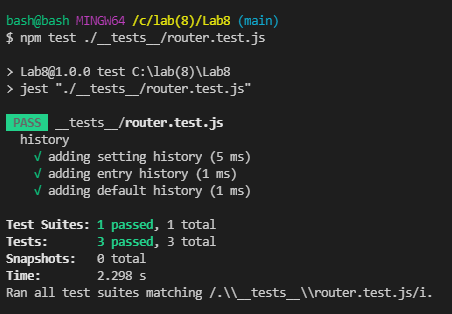 bash@bash MINGW64 /c/lab(8)/Lab8 (main)
$ npm test ./__tests__/router.test.js
> Lab8@1.0.0 test C:\lab(8)\Lab8
> jest "./__tests__/router.test.js"
PASS __tests__/router.test.js
history
√ adding setting history (5 ms)
√ adding entry history (1 ms)
√ adding default history (1 ms)
Test Suites: 1 passed, 1 total
Tests: 3 passed, 3 total
Snapshots: 0 total
Time: 2.298 s
Ran all test suites matching /.\\__tests__\\router.test.js/i.